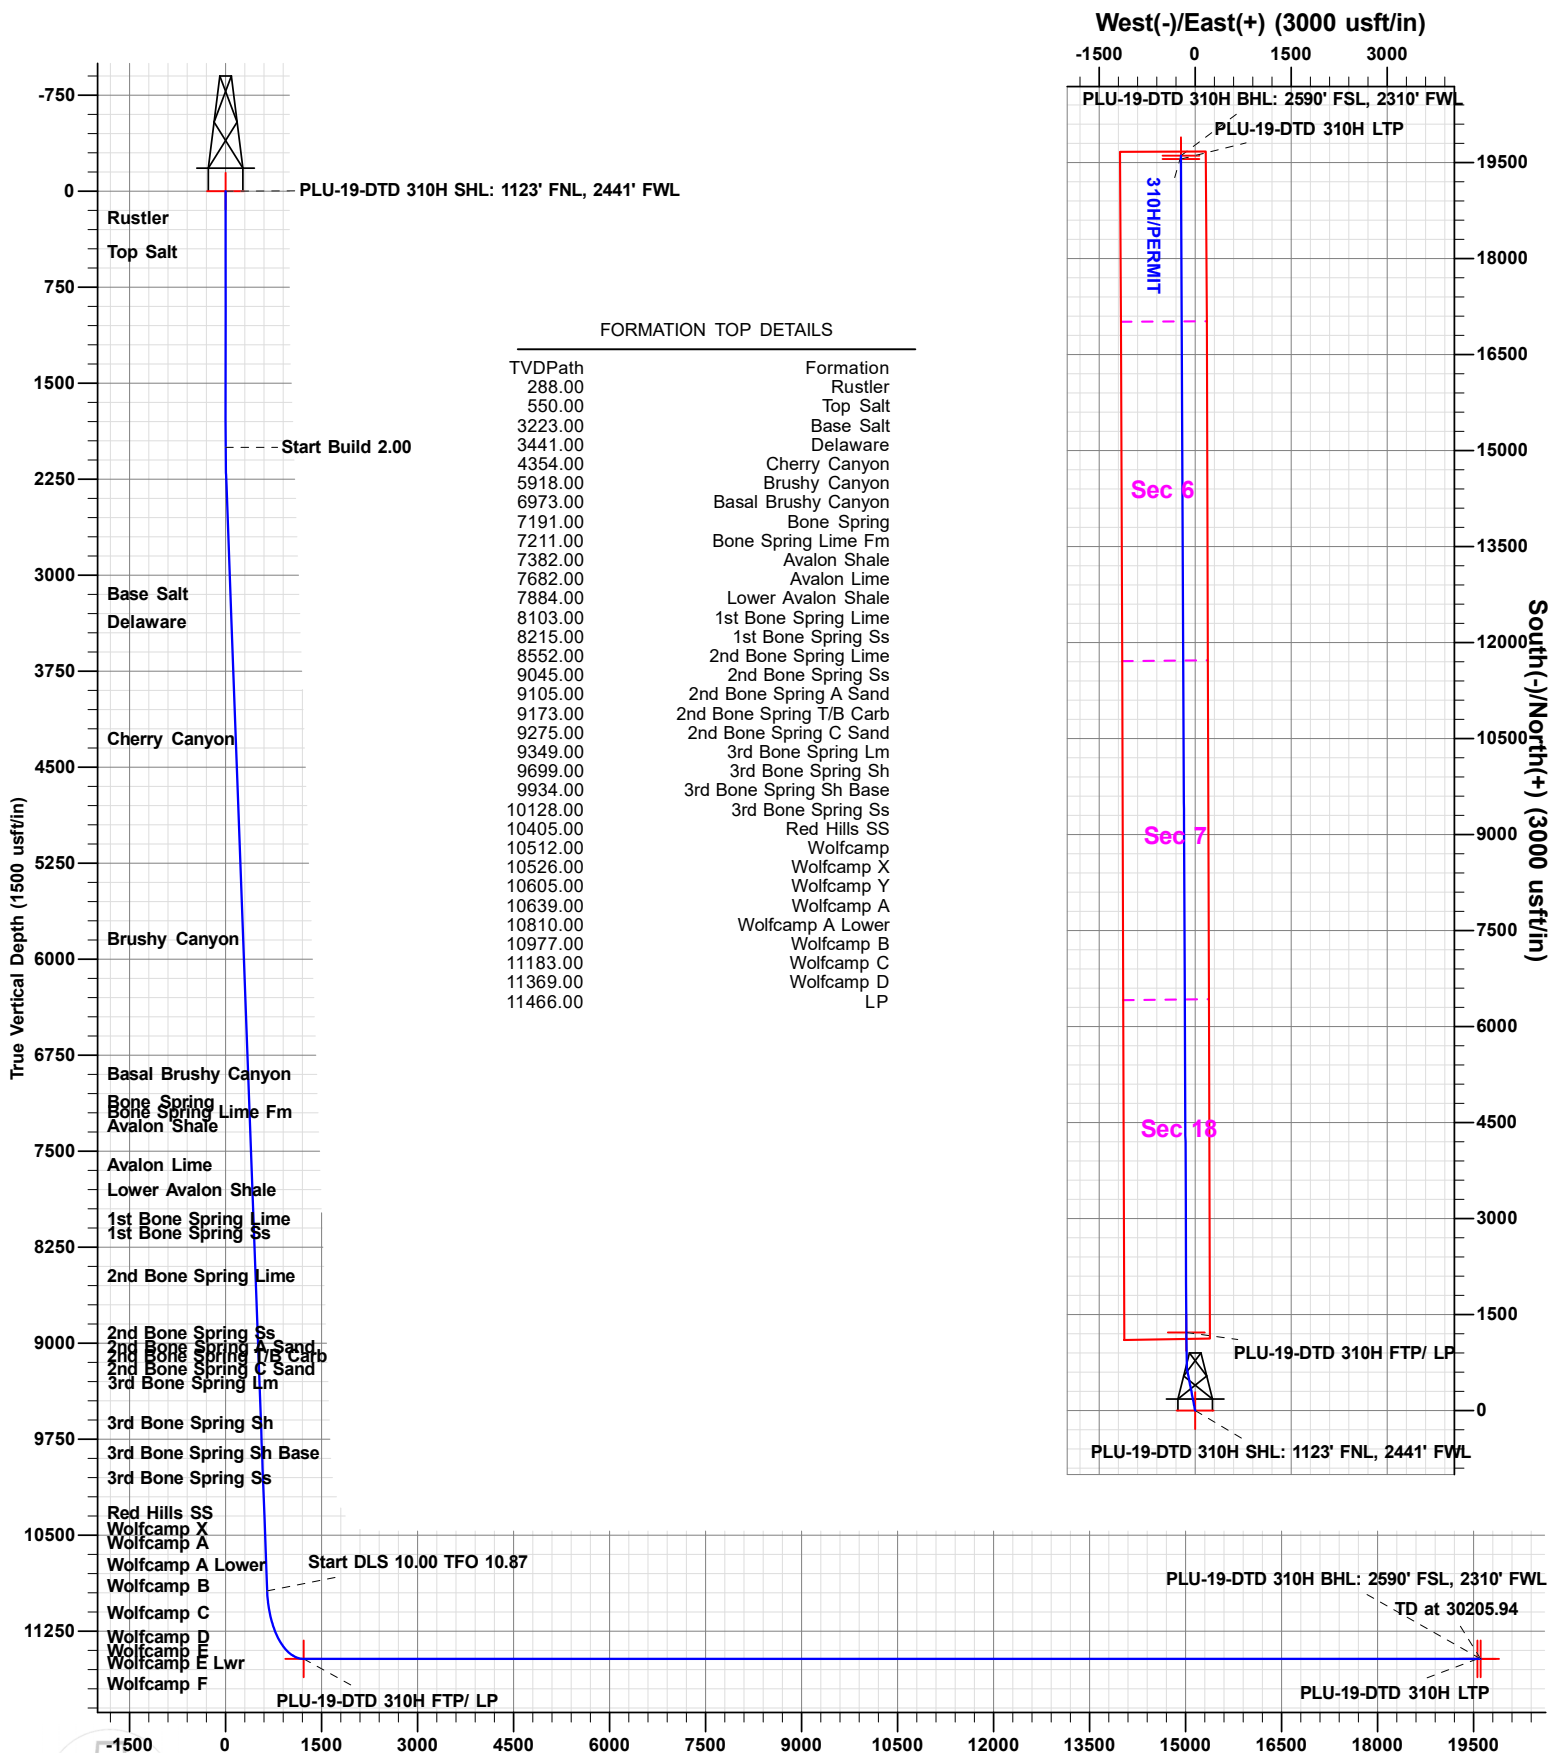 West(-)/East(+) (3000 usft/in)
-1500 0 1500 3000
PLU-19-DTD 310H BHL: 2590' FSL, 2310' FWL
PLU-19-DTD 310H LTP
310H/PERMIT
Sec 6
Sec 7
Sec 18
PLU-19-DTD 310H FTP/ LP
PLU-19-DTD 310H SHL: 1123' FNL, 2441' FWL
19500
18000
16500
15000
13500
12000
10500
9000
7500
6000
4500
3000
1500
0
South(-)/North(+) (3000 usft/in)
True Vertical Depth (1500 usft/in)
-750
0
750
1500
2250
3000
3750
4500
5250
6000
6750
7500
8250
9000
9750
10500
11250
PLU-19-DTD 310H SHL: 1123' FNL, 2441' FWL
Rustler
Top Salt
Start Build 2.00
Base Salt
Delaware
Cherry Canyon
Brushy Canyon
Basal Brushy Canyon
Bone Spring
Bone Spring Lime Fm
Avalon Shale
Avalon Lime
Lower Avalon Shale
1st Bone Spring Lime
1st Bone Spring Ss
2nd Bone Spring Lime
2nd Bone Spring Ss
2nd Bone Spring A Sand
2nd Bone Spring T/B Carb
2nd Bone Spring C Sand
3rd Bone Spring Lm
3rd Bone Spring Sh
3rd Bone Spring Sh Base
3rd Bone Spring Ss
Red Hills SS
Wolfcamp X
Wolfcamp A
Wolfcamp A Lower
Wolfcamp B
Wolfcamp C
Wolfcamp D
Wolfcamp E
Wolfcamp E Lwr
Wolfcamp F
FORMATION TOP DETAILS
TVDPath Formation
288.00 Rustler
550.00 Top Salt
3223.00 Base Salt
3441.00 Delaware
4354.00 Cherry Canyon
5918.00 Brushy Canyon
6973.00 Basal Brushy Canyon
7191.00 Bone Spring
7211.00 Bone Spring Lime Fm
7382.00 Avalon Shale
7682.00 Avalon Lime
7884.00 Lower Avalon Shale
8103.00 1st Bone Spring Lime
8215.00 1st Bone Spring Ss
8552.00 2nd Bone Spring Lime
9045.00 2nd Bone Spring Ss
9105.00 2nd Bone Spring A Sand
9173.00 2nd Bone Spring T/B Carb
9275.00 2nd Bone Spring C Sand
9349.00 3rd Bone Spring Lm
9699.00 3rd Bone Spring Sh
9934.00 3rd Bone Spring Sh Base
10128.00 3rd Bone Spring Ss
10405.00 Red Hills SS
10512.00 Wolfcamp
10526.00 Wolfcamp X
10605.00 Wolfcamp Y
10639.00 Wolfcamp A
10810.00 Wolfcamp A Lower
10977.00 Wolfcamp B
11183.00 Wolfcamp C
11369.00 Wolfcamp D
11466.00 LP
Start DLS 10.00 TFO 10.87
PLU-19-DTD 310H BHL: 2590' FSL, 2310' FWL
TD at 30205.94
PLU-19-DTD 310H FTP/ LP
PLU-19-DTD 310H LTP
-1500 0 1500 3000 4500 6000 7500 9000 10500 12000 13500 15000 16500 18000 19500